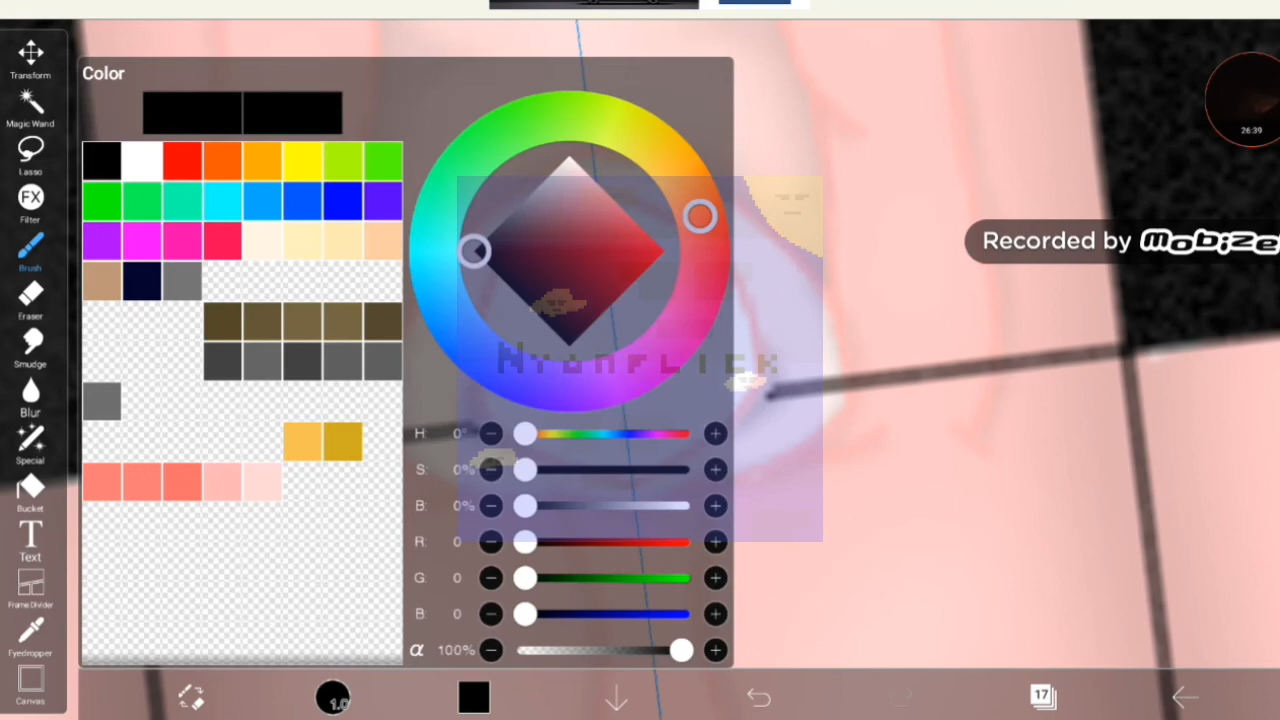 Color
Transform
Magic Wand
Lasso
FX
Filter
Brush
Eraser
Smudge
Blur
Special
Bucket
T
Text
Frame Divider
Eyedropper
Canvas
26:39
Recorded by mobizen
NyanFlick
H: 0°
S: 0%
B: 0%
R: 0
G: 0
B: 0
α 100%
1.0
17